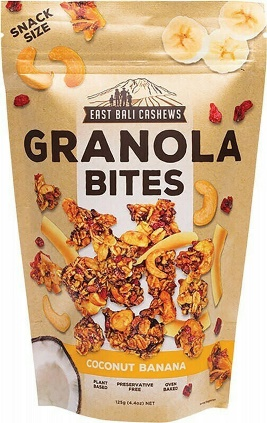 SNACK
SIZE
EAST BALI CASHEWS
GRANOLA
BITES
COCONUT BANANA
PLANT
BASED
PRESERVATIVE
FREE
OVEN
BAKED
125g (4.4oz) NET